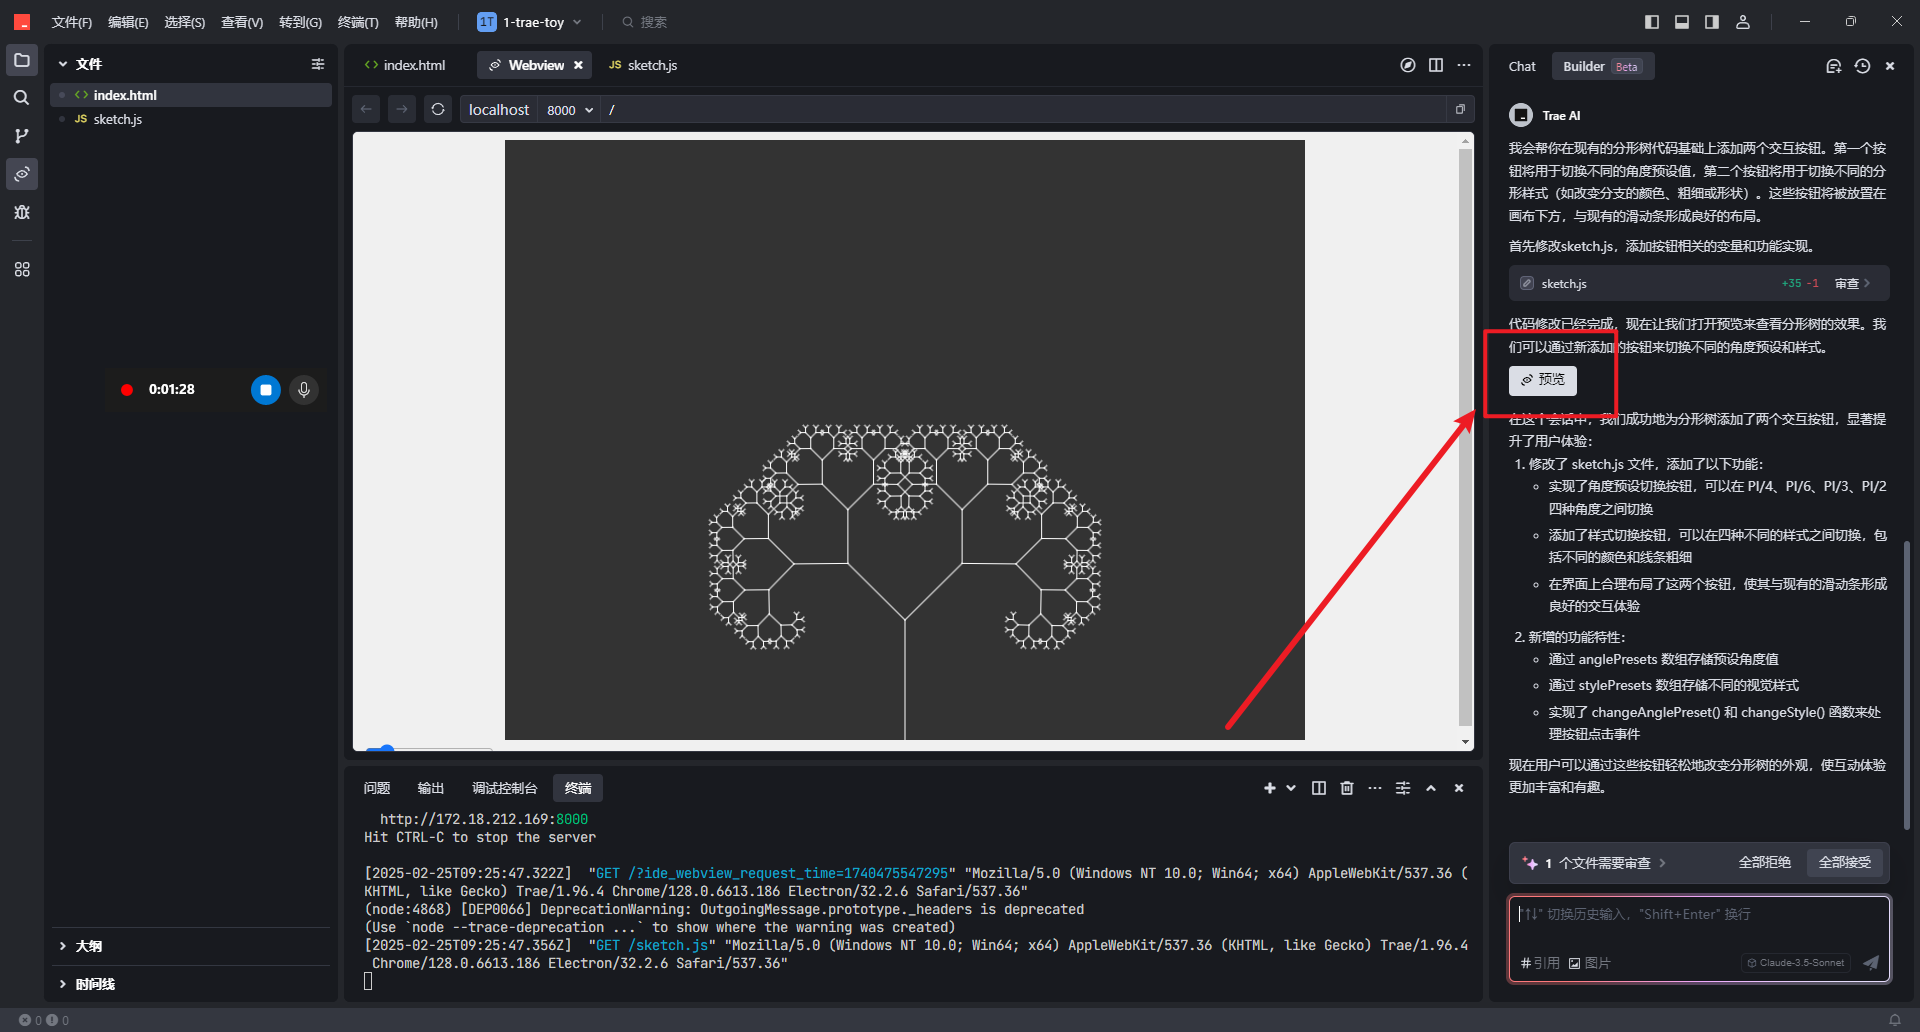 文件(F) 编辑(E) 选择(S) 查看(V) 转到(G) 终端(T) 帮助(H) 1T 1-trae-toy 搜索
文件
index.html
JS sketch.js
0:01:28
大纲
时间线
index.html Webview JS sketch.js
localhost 8000 /
问题 输出 调试控制台 终端
http://172.18.212.169:8000
Hit CTRL-C to stop the server
[2025-02-25T09:25:47.322Z] "GET /?ide_webview_request_time=1740475547295" "Mozilla/5.0 (Windows NT 10.0; Win64; x64) AppleWebKit/537.36 (
KHTML, like Gecko) Trae/1.96.4 Chrome/128.0.6613.186 Electron/32.2.6 Safari/537.36"
(node:4868) [DEP0066] DeprecationWarning: OutgoingMessage.prototype._headers is deprecated
(Use `node --trace-deprecation ...` to show where the warning was created)
[2025-02-25T09:25:47.356Z] "GET /sketch.js" "Mozilla/5.0 (Windows NT 10.0; Win64; x64) AppleWebKit/537.36 (KHTML, like Gecko) Trae/1.96.4
Chrome/128.0.6613.186 Electron/32.2.6 Safari/537.36"
Chat Builder Beta
Trae AI
我会帮你在现有的分形树代码基础上添加两个交互按钮。第一个按
钮将用于切换不同的角度预设值，第二个按钮将用于切换不同的分
形样式（如改变分支的颜色、粗细或形状）。这些按钮将被放置在
画布下方，与现有的滑动条形成良好的布局。
首先修改sketch.js，添加按钮相关的变量和功能实现。
sketch.js +35 -1 审查
代码修改已经完成，现在让我们打开预览来查看分形树的效果。我
们可以通过新添加的按钮来切换不同的角度预设和样式。
预览
在这个会话中，我们成功地为分形树添加了两个交互按钮，显著提
升了用户体验：
1. 修改了 sketch.js 文件，添加了以下功能：
实现了角度预设切换按钮，可以在 PI/4、PI/6、PI/3、PI/2
四种角度之间切换
添加了样式切换按钮，可以在四种不同的样式之间切换，包
括不同的颜色和线条粗细
在界面上合理布局了这两个按钮，使其与现有的滑动条形成
良好的交互体验
2. 新增的功能特性：
通过 anglePresets 数组存储预设角度值
通过 stylePresets 数组存储不同的视觉样式
实现了 changeAnglePreset() 和 changeStyle() 函数来处
理按钮点击事件
现在用户可以通过这些按钮轻松地改变分形树的外观，使互动体验
更加丰富和有趣。
1 个文件需要审查 全部拒绝 全部接受
"↑↓" 切换历史输入，"Shift+Enter" 换行
# 引用 图片 Claude-3.5-Sonnet
0 0